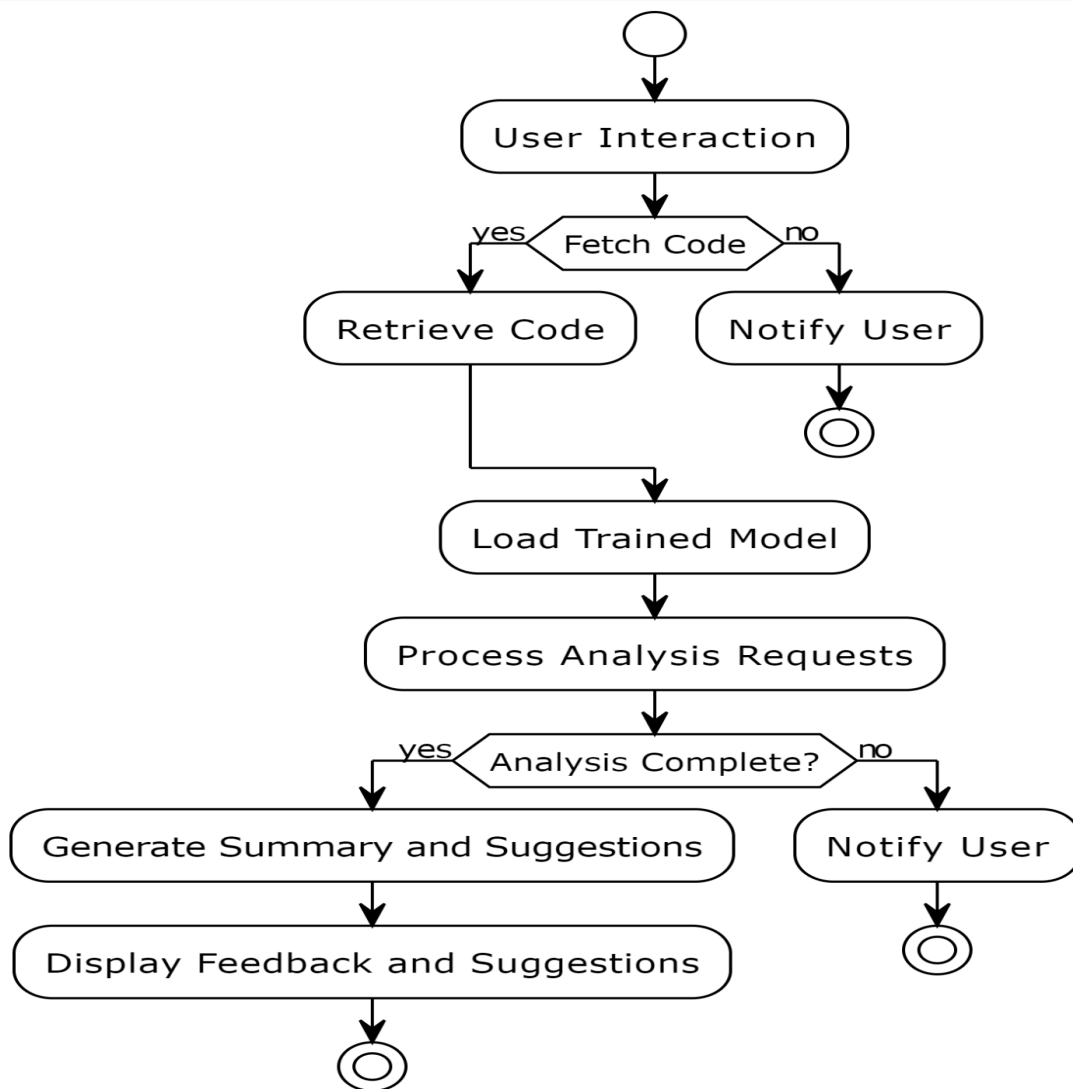 User Interaction
yes
Fetch Code
no
Retrieve Code
Notify User
Load Trained Model
Process Analysis Requests
yes
Analysis Complete?
no
Generate Summary and Suggestions
Notify User
Display Feedback and Suggestions